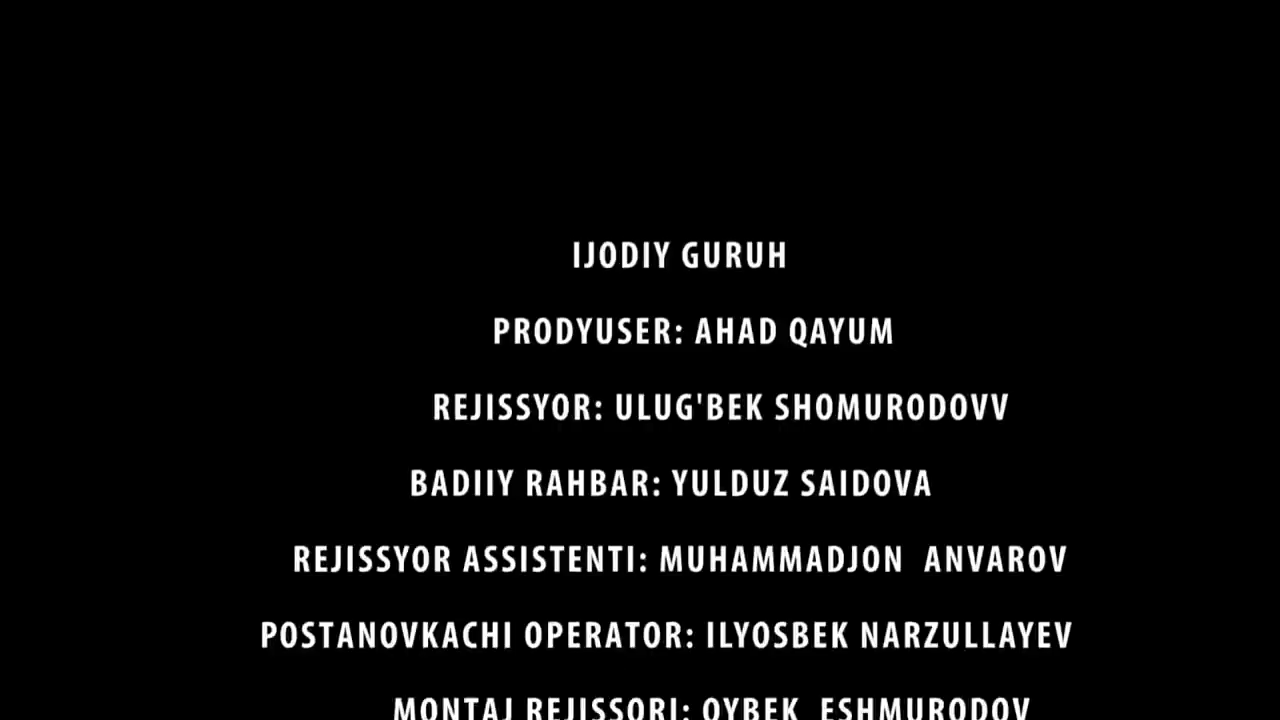 IJODIY GURUH
PRODYUSER: AHAD QAYUM
REJISSYOR: ULUG'BEK SHOMURODOVV
BADIIY RAHBAR: YULDUZ SAIDOVA
REJISSYOR ASSISTENTI: MUHAMMADJON  ANVAROV
POSTANOVKACHI OPERATOR: ILYOSBEK NARZULLAYEV
MONTAJ REJISSORI: OYBEK  ESHMURODOV